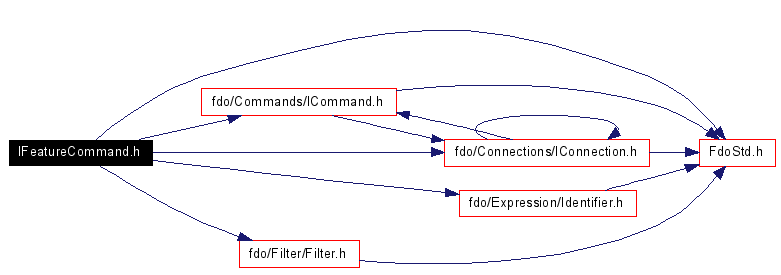 fdo/Commands/ICommand.h
IFeatureCommand.h
fdo/Connections/IConnection.h
FdoStd.h
fdo/Expression/Identifier.h
fdo/Filter/Filter.h